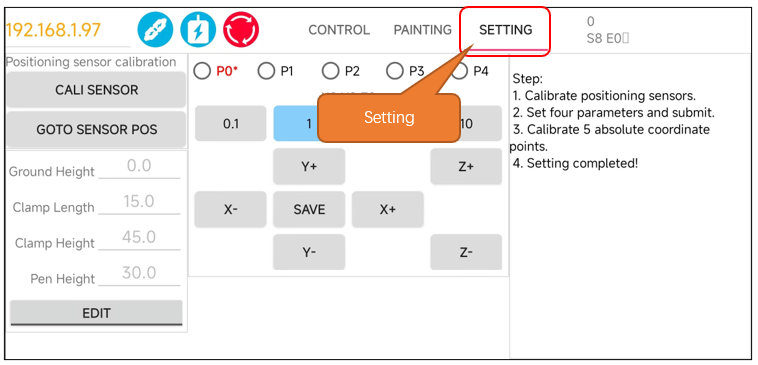 192.168.1.97
CONTROL PAINTING SETTING
0
S8 E0
Positioning sensor calibration
CALI SENSOR
GOTO SENSOR POS
Ground Height 0.0
Clamp Length 15.0
Clamp Height 45.0
Pen Height 30.0
EDIT
P0* P1 P2 P3 P4
0.1 1 10
Setting
Y+ Z+
X- SAVE X+
Y- Z-
Step:
1. Calibrate positioning sensors.
2. Set four parameters and submit.
3. Calibrate 5 absolute coordinate
points.
4. Setting completed!